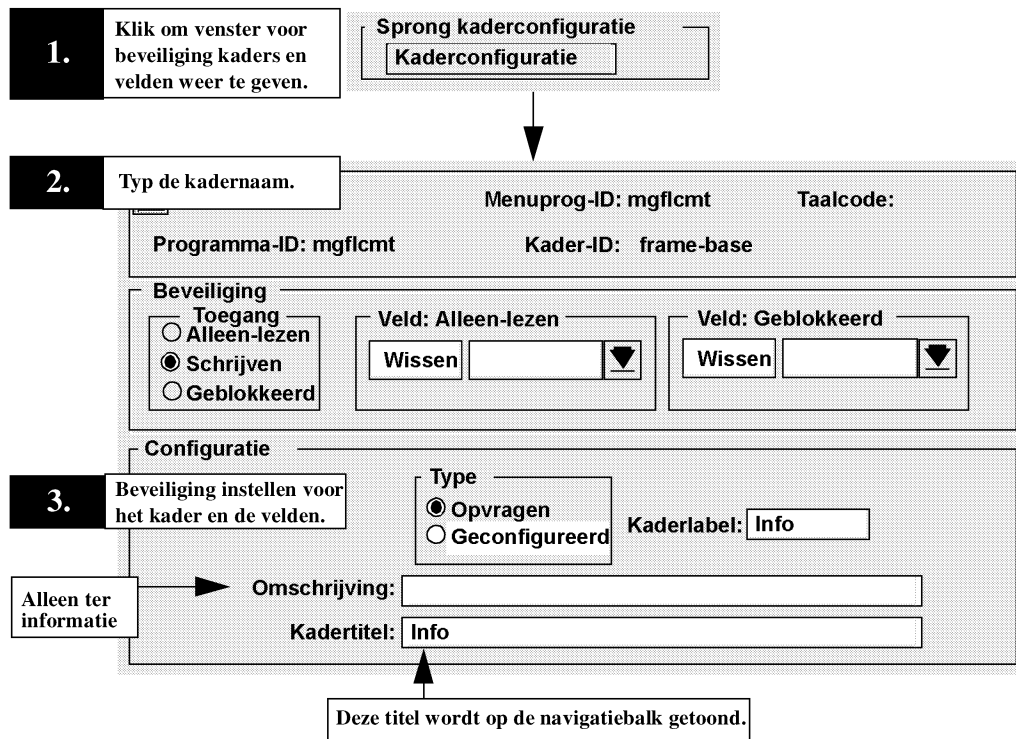 1.
Klik om venster voor
beveiliging kaders en
velden weer te geven.
Sprong kaderconfiguratie
Kaderconfiguratie
2.
Typ de kadernaam.
Menuprog-ID: mgflcmt
Taalcode:
Programma-ID: mgflcmt
Kader-ID: frame-base
Beveiliging
Toegang
Alleen-lezen
Schrijven
Geblokkeerd
Veld: Alleen-lezen
Wissen
Veld: Geblokkeerd
Wissen
Configuratie
3.
Beveiliging instellen voor
het kader en de velden.
Type
Opvragen
Geconfigureerd
Kaderlabel: Info
Alleen ter
informatie
Omschrijving:
Kadertitel: Info
Deze titel wordt op de navigatiebalk getoond.